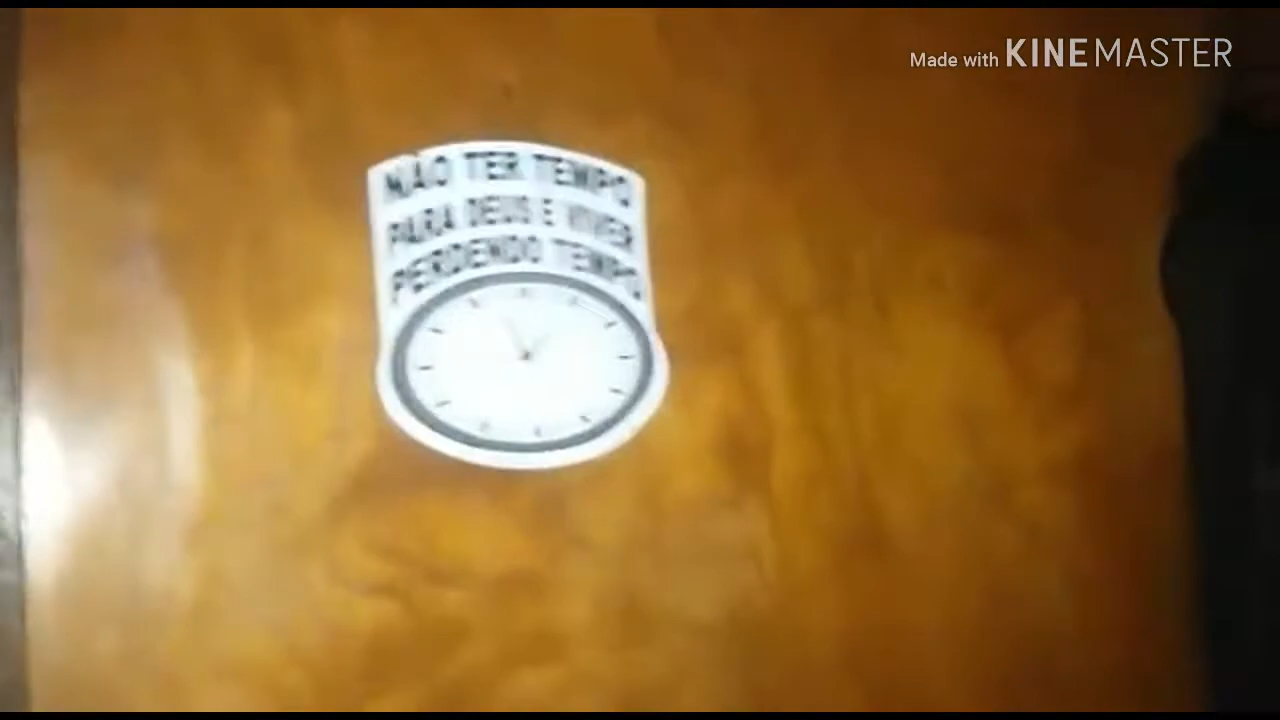 Made with KINEMASTER
NÃO TER TEMPO
PARA DEUS E VIVER
PERDENDO TEMPO